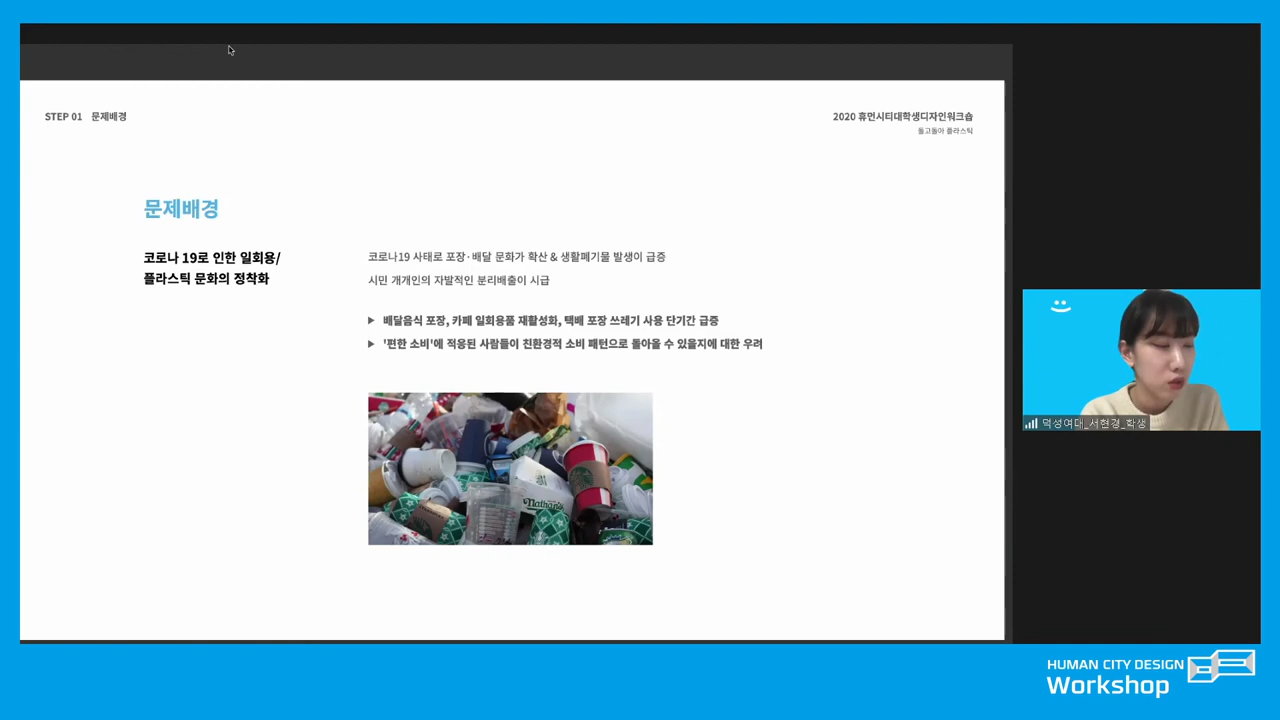 STEP 01 문제배경
2020 휴먼시티대학생디자인워크숍
돌고돌아 플라스틱
문제배경
코로나 19로 인한 일회용/
플라스틱 문화의 정착화
코로나19 사태로 포장·배달 문화가 확산 & 생활폐기물 발생이 급증
시민 개개인의 자발적인 분리배출이 시급
▶ 배달음식 포장, 카페 일회용품 재활성화, 택배 포장 쓰레기 사용 단기간 급증
▶ '편한 소비'에 적응된 사람들이 친환경적 소비 패턴으로 돌아올 수 있을지에 대한 우려
Nathan's
덕성여대_서현경_학생
HUMAN CITY DESIGN
Workshop